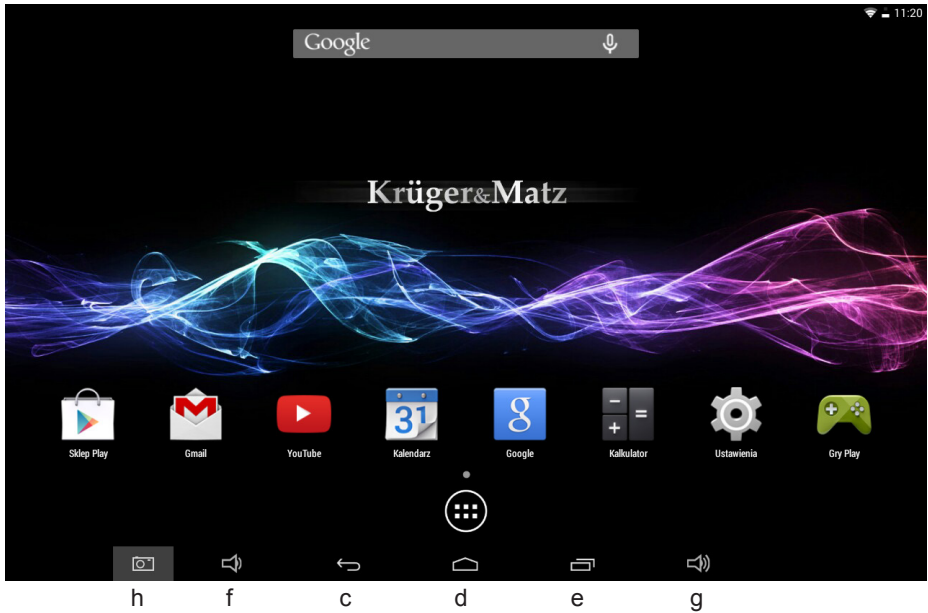 11:20
Google
Krüger&Matz
31
g
Sklep Play Gmail YouTube Kalendarz Google Kalkulator Ustawienia Gry Play
h f c d e g